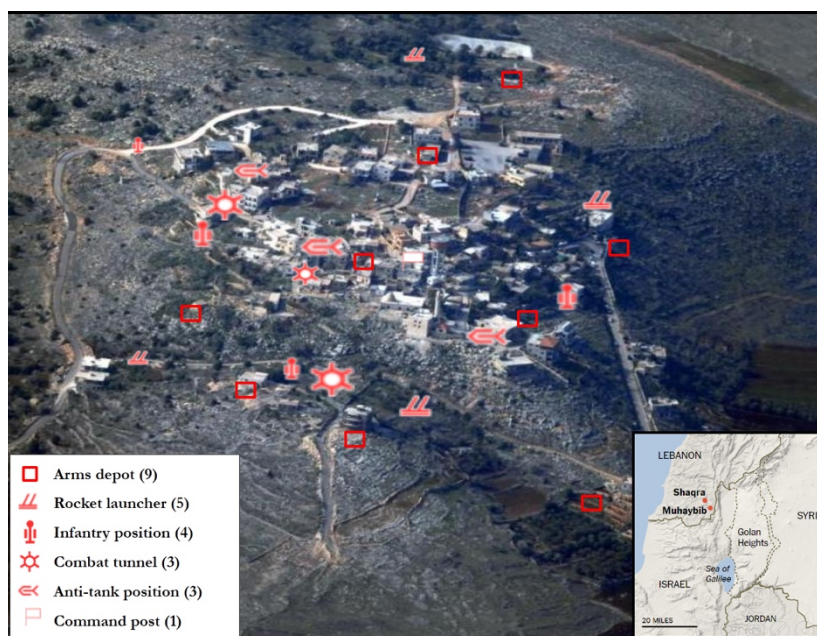 Arms depot (9)
Rocket launcher (5)
Infantry position (4)
Combat tunnel (3)
Anti-tank position (3)
Command post (1)
LEBANON
Shaqra
Muhaybib
SYRI
Golan
Heights
Sea of
Galilee
ISRAEL
JORDAN
20 MILES